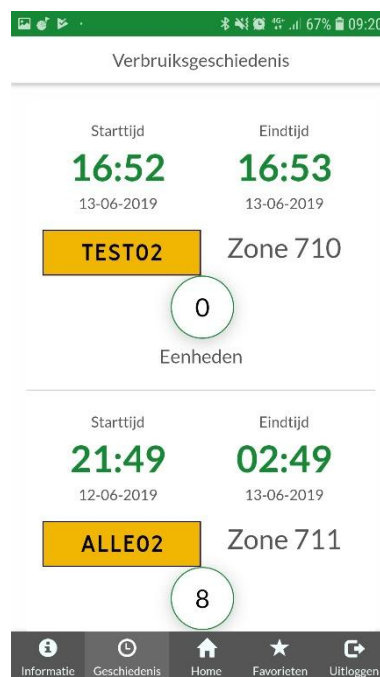 4G+ 67% 09:20
Verbruiksgeschiedenis
Starttijd Eindtijd
16:52 16:53
13-06-2019 13-06-2019
TEST02 Zone 710
0
Eenheden
Starttijd Eindtijd
21:49 02:49
12-06-2019 13-06-2019
ALLE02 Zone 711
8
Informatie Geschiedenis Home Favorieten Uitloggen